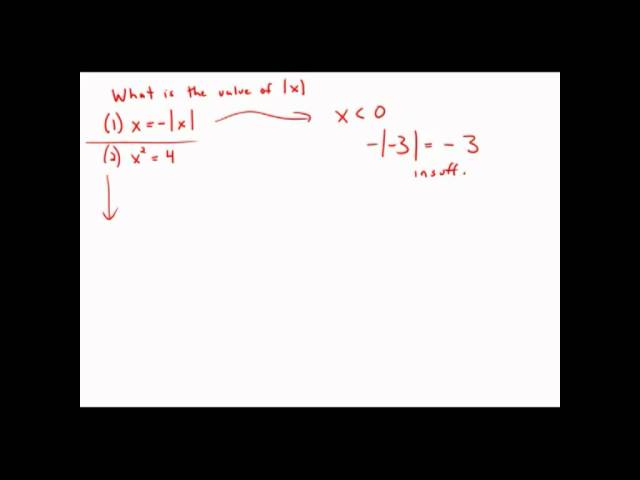 What is the value of |x|
(1) x = -|x|
x < 0
-|-3| = - 3
insuff.
(2) x² = 4